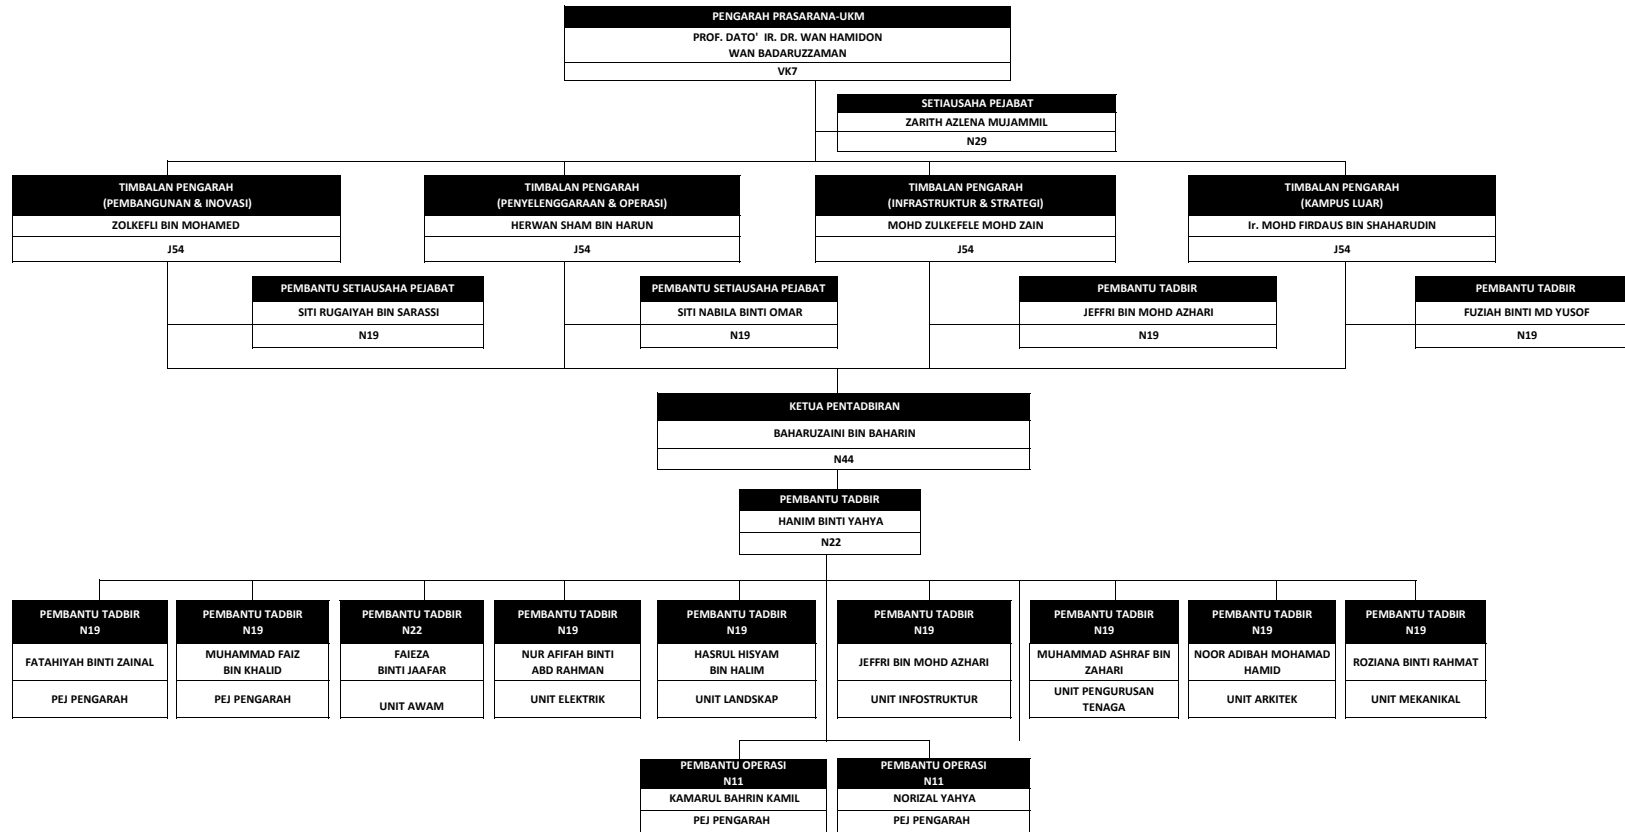 PENGARAH PRASARANA-UKM
PROF. DATO' IR. DR. WAN HAMIDON
WAN BADARUZZAMAN
VK7
SETIAUSAHA PEJABAT
ZARITH AZLENA MUJAMMIL
N29
TIMBALAN PENGARAH
(PEMBANGUNAN & INOVASI)
ZOLKEFLI BIN MOHAMED
J54
TIMBALAN PENGARAH
(PENYELENGGARAAN & OPERASI)
HERWAN SHAM BIN HARUN
J54
TIMBALAN PENGARAH
(INFRASTRUKTUR & STRATEGI)
MOHD ZULKEFELE MOHD ZAIN
J54
TIMBALAN PENGARAH
(KAMPUS LUAR)
Ir. MOHD FIRDAUS BIN SHAHARUDIN
J54
PEMBANTU SETIAUSAHA PEJABAT
SITI RUGAIYAH BIN SARASSI
N19
PEMBANTU SETIAUSAHA PEJABAT
SITI NABILA BINTI OMAR
N19
PEMBANTU TADBIR
JEFFRI BIN MOHD AZHARI
N19
PEMBANTU TADBIR
FUZIAH BINTI MD YUSOF
N19
KETUA PENTADBIRAN
BAHARUZAINI BIN BAHARIN
N44
PEMBANTU TADBIR
HANIM BINTI YAHYA
N22
PEMBANTU TADBIR
N19
FATAHIYAH BINTI ZAINAL
PEJ PENGARAH
PEMBANTU TADBIR
N19
MUHAMMAD FAIZ
BIN KHALID
PEJ PENGARAH
PEMBANTU TADBIR
N22
FAIEZA
BINTI JAAFAR
UNIT AWAM
PEMBANTU TADBIR
N19
NUR AFIFAH BINTI
ABD RAHMAN
UNIT ELEKTRIK
PEMBANTU TADBIR
N19
HASRUL HISYAM
BIN HALIM
UNIT LANDSKAP
PEMBANTU TADBIR
N19
JEFFRI BIN MOHD AZHARI
UNIT INFOSTRUKTUR
PEMBANTU TADBIR
N19
MUHAMMAD ASHRAF BIN
ZAHARI
UNIT PENGURUSAN
TENAGA
PEMBANTU TADBIR
N19
NOOR ADIBAH MOHAMAD
HAMID
UNIT ARKITEK
PEMBANTU TADBIR
N19
ROZIANA BINTI RAHMAT
UNIT MEKANIKAL
PEMBANTU OPERASI
N11
KAMARUL BAHRIN KAMIL
PEJ PENGARAH
PEMBANTU OPERASI
N11
NORIZAL YAHYA
PEJ PENGARAH